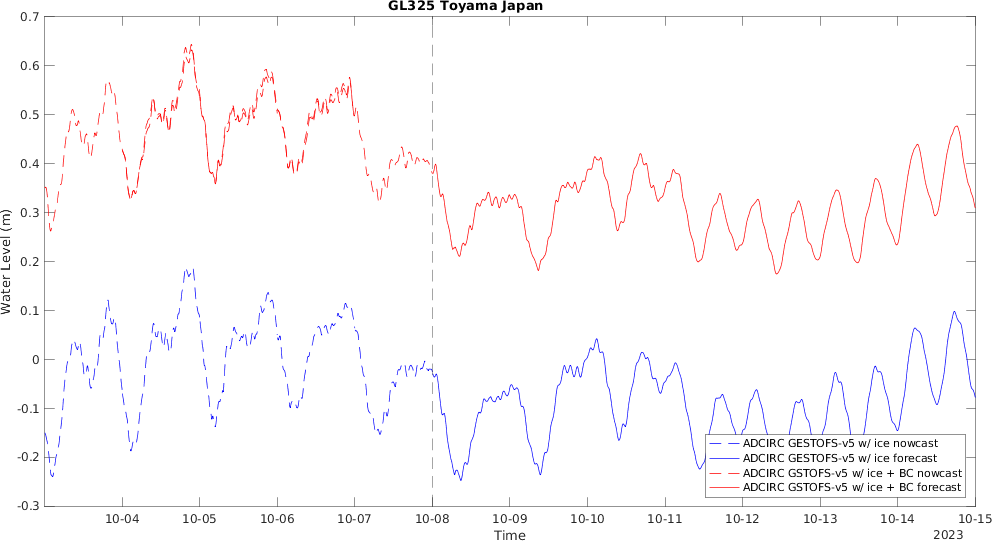 GL325 Toyama Japan
0.7
0.6
0.5
0.4
0.3
0.2
0.1
0
-0.1
-0.2
-0.3
Water Level (m)
ADCIRC GESTOFS-v5 w/ ice nowcast
ADCIRC GESTOFS-v5 w/ ice forecast
ADCIRC GSTOFS-v5 w/ ice + BC nowcast
ADCIRC GSTOFS-v5 w/ ice + BC forecast
10-04 10-05 10-06 10-07 10-08 10-09 10-10 10-11 10-12 10-13 10-14 10-15
Time
2023